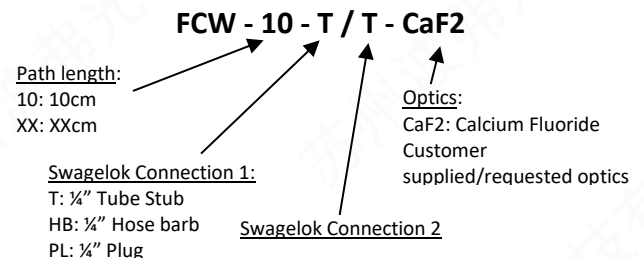 FCW - 10 - T / T - CaF2
Path length:
10: 10cm
XX: XXcm
Optics:
CaF2: Calcium Fluoride
Customer
supplied/requested optics
Swagelok Connection 1:
T: ¼” Tube Stub
HB: ¼” Hose barb
PL: ¼” Plug
Swagelok Connection 2